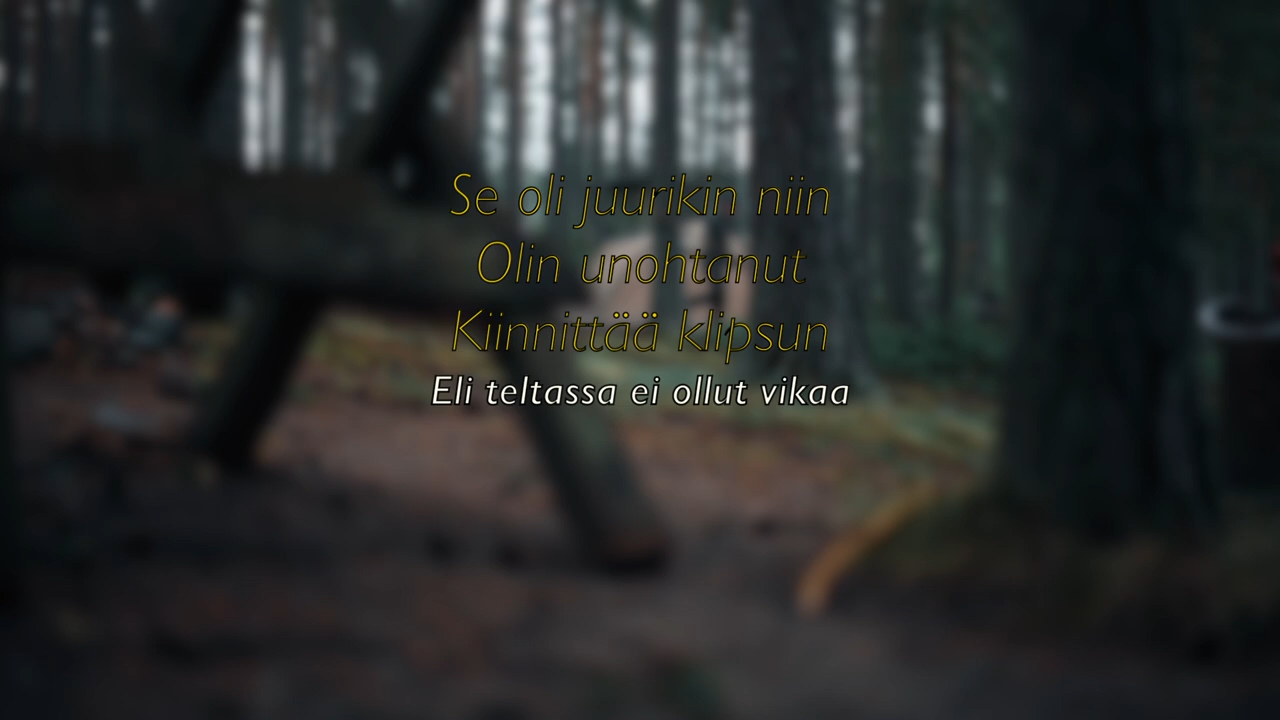 Se oli juurikin niin
Olin unohtanut
Kiinnittää klipsun
Eli teltassa ei ollut vikaa